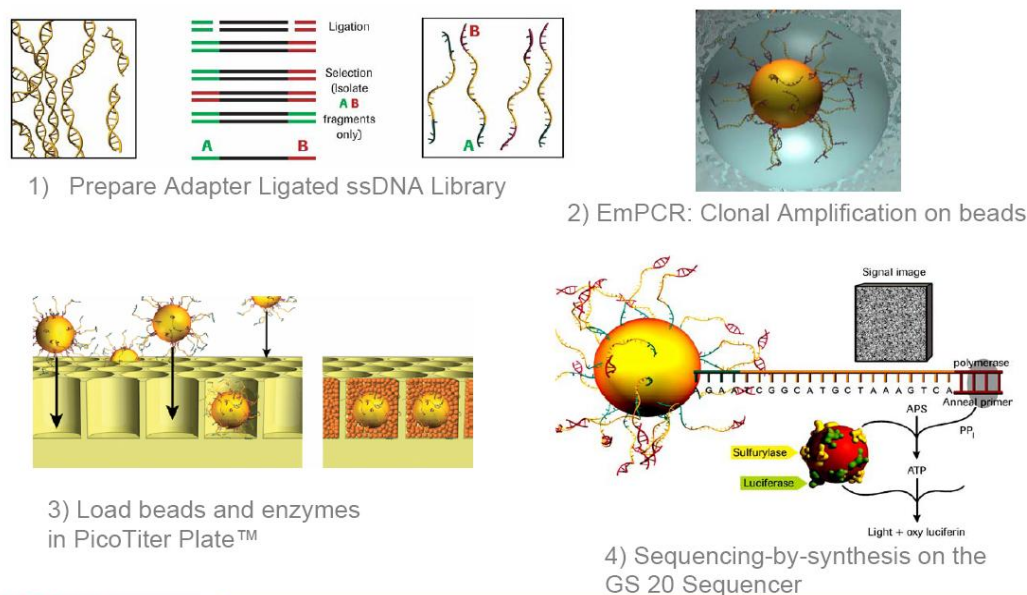 Ligation
Selection
(Isolate
A B
fragments
only)
A B
B
A
1) Prepare Adapter Ligated ssDNA Library
2) EmPCR: Clonal Amplification on beads
3) Load beads and enzymes
in PicoTiter Plate™
Signal image
polymerase
G A A T C G G C A T G C T A A A G T C A
Anneal primer
APS
PPi
Sulfurylase
ATP
Luciferase
Light + oxy luciferin
4) Sequencing-by-synthesis on the
GS 20 Sequencer